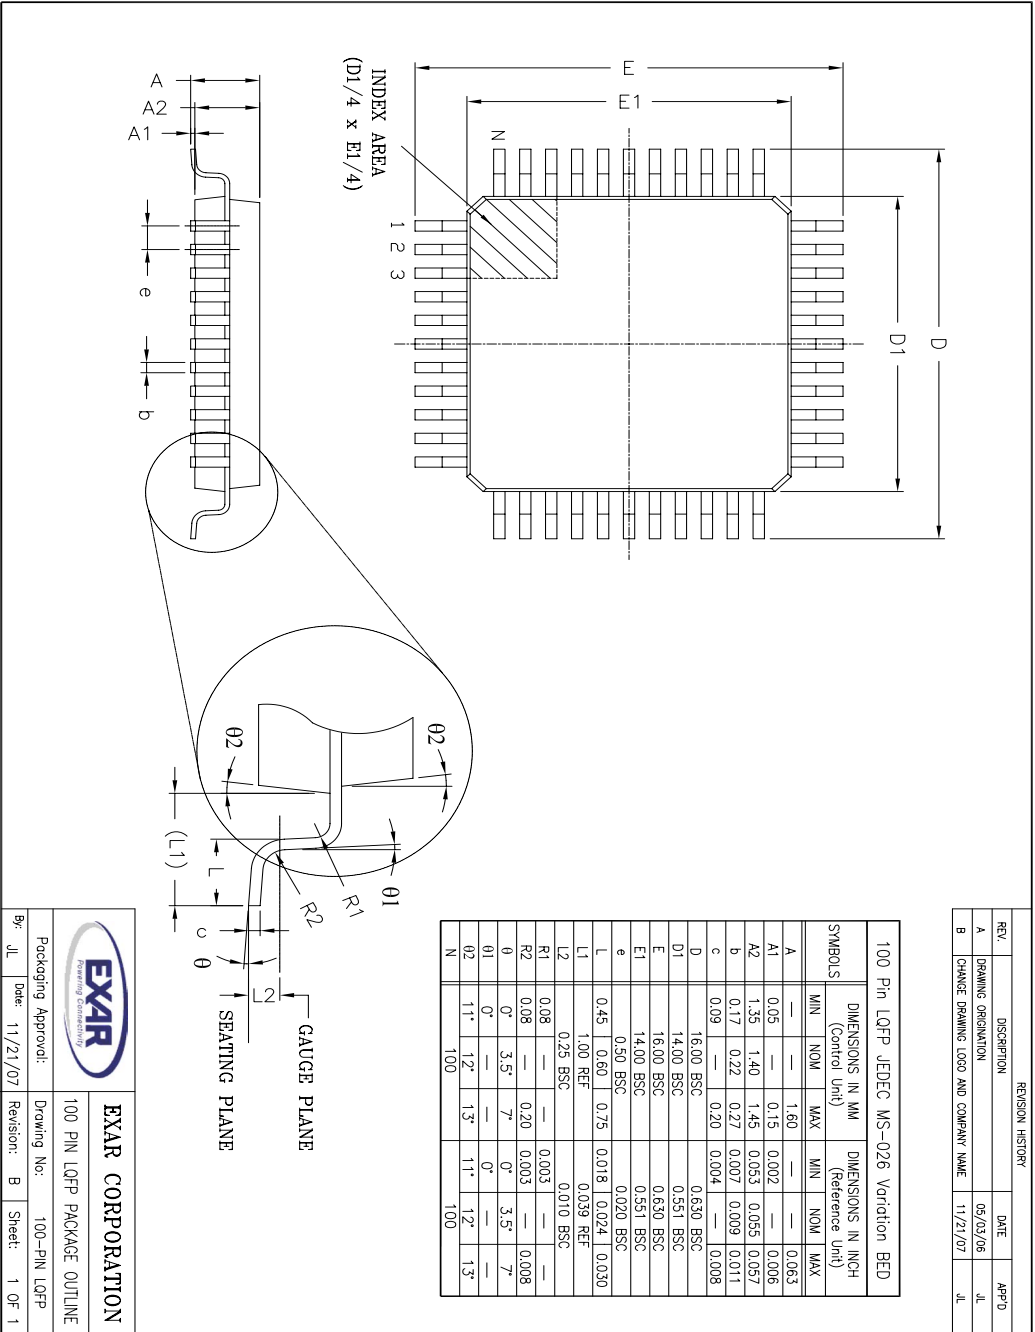 REVISION HISTORY
REV. DISCRIPTION DATE APP'D
A DRAWING ORIGINATION 05/03/06 JL
B CHANGE DRAWING LOGO AND COMPANY NAME 11/21/07 JL
D
D1
E
E1
N
1 2 3
INDEX AREA
(D1/4 x E1/4)
A
A2
A1
e
b
100 Pin LQFP JEDEC MS-026 Variation BED
SYMBOLS DIMENSIONS IN MM (Control Unit) DIMENSIONS IN INCH (Reference Unit)
MIN NOM MAX MIN NOM MAX
A — — 1.60 — — 0.063
A1 0.05 — 0.15 0.002 — 0.006
A2 1.35 1.40 1.45 0.053 0.055 0.057
b 0.17 0.22 0.27 0.007 0.009 0.011
c 0.09 — 0.20 0.004 — 0.008
D 16.00 BSC 0.630 BSC
D1 14.00 BSC 0.551 BSC
E 16.00 BSC 0.630 BSC
E1 14.00 BSC 0.551 BSC
e 0.50 BSC 0.020 BSC
L 0.45 0.60 0.75 0.018 0.024 0.030
L1 1.00 REF 0.039 REF
L2 0.25 BSC 0.010 BSC
R1 0.08 — — 0.003 — —
R2 0.08 — 0.20 0.003 — 0.008
θ 0° 3.5° 7° 0° 3.5° 7°
θ1 0° — — 0° — —
θ2 11° 12° 13° 11° 12° 13°
N 100 100
θ2
θ2
θ1
R1
R2
(L1)
L
c
θ
L2
GAUGE PLANE
SEATING PLANE
EXAR
Powering Connectivity
EXAR CORPORATION
100 PIN LQFP PACKAGE OUTLINE
Packaging Approval: Drawing No: 100-PIN LQFP
By: JL Date: 11/21/07 Revision: B Sheet: 1 OF 1